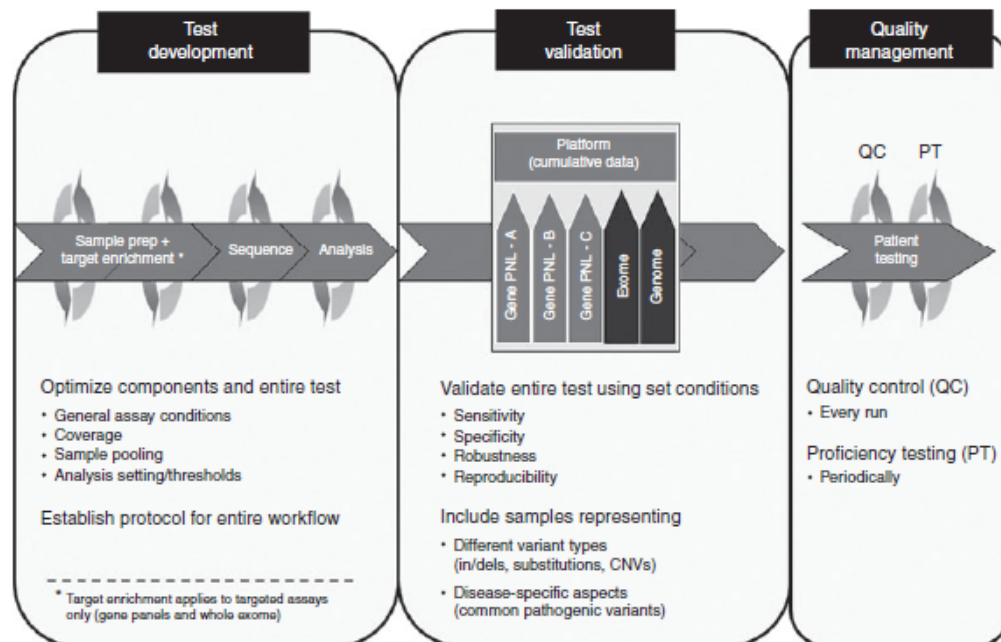 Test
development
Sample prep +
target enrichment *
Sequence
Analysis
Optimize components and entire test
• General assay conditions
• Coverage
• Sample pooling
• Analysis setting/thresholds
Establish protocol for entire workflow
* Target enrichment applies to targeted assays
only (gene panels and whole exome)
Test
validation
Platform
(cumulative data)
Gene PNL - A
Gene PNL - B
Gene PNL - C
Exome
Genome
Validate entire test using set conditions
• Sensitivity
• Specificity
• Robustness
• Reproducibility
Include samples representing
• Different variant types
(in/dels, substitutions, CNVs)
• Disease-specific aspects
(common pathogenic variants)
Quality
management
QC
PT
Patient
testing
Quality control (QC)
• Every run
Proficiency testing (PT)
• Periodically